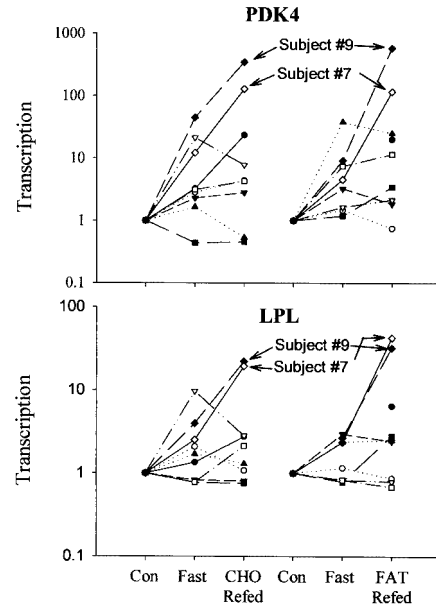 PDK4
1000
100
10
1
0.1
Transcription
Subject #9
Subject #7
LPL
100
10
1
0.1
Transcription
Subject #9
Subject #7
Con Fast CHO Refed
Con Fast FAT Refed